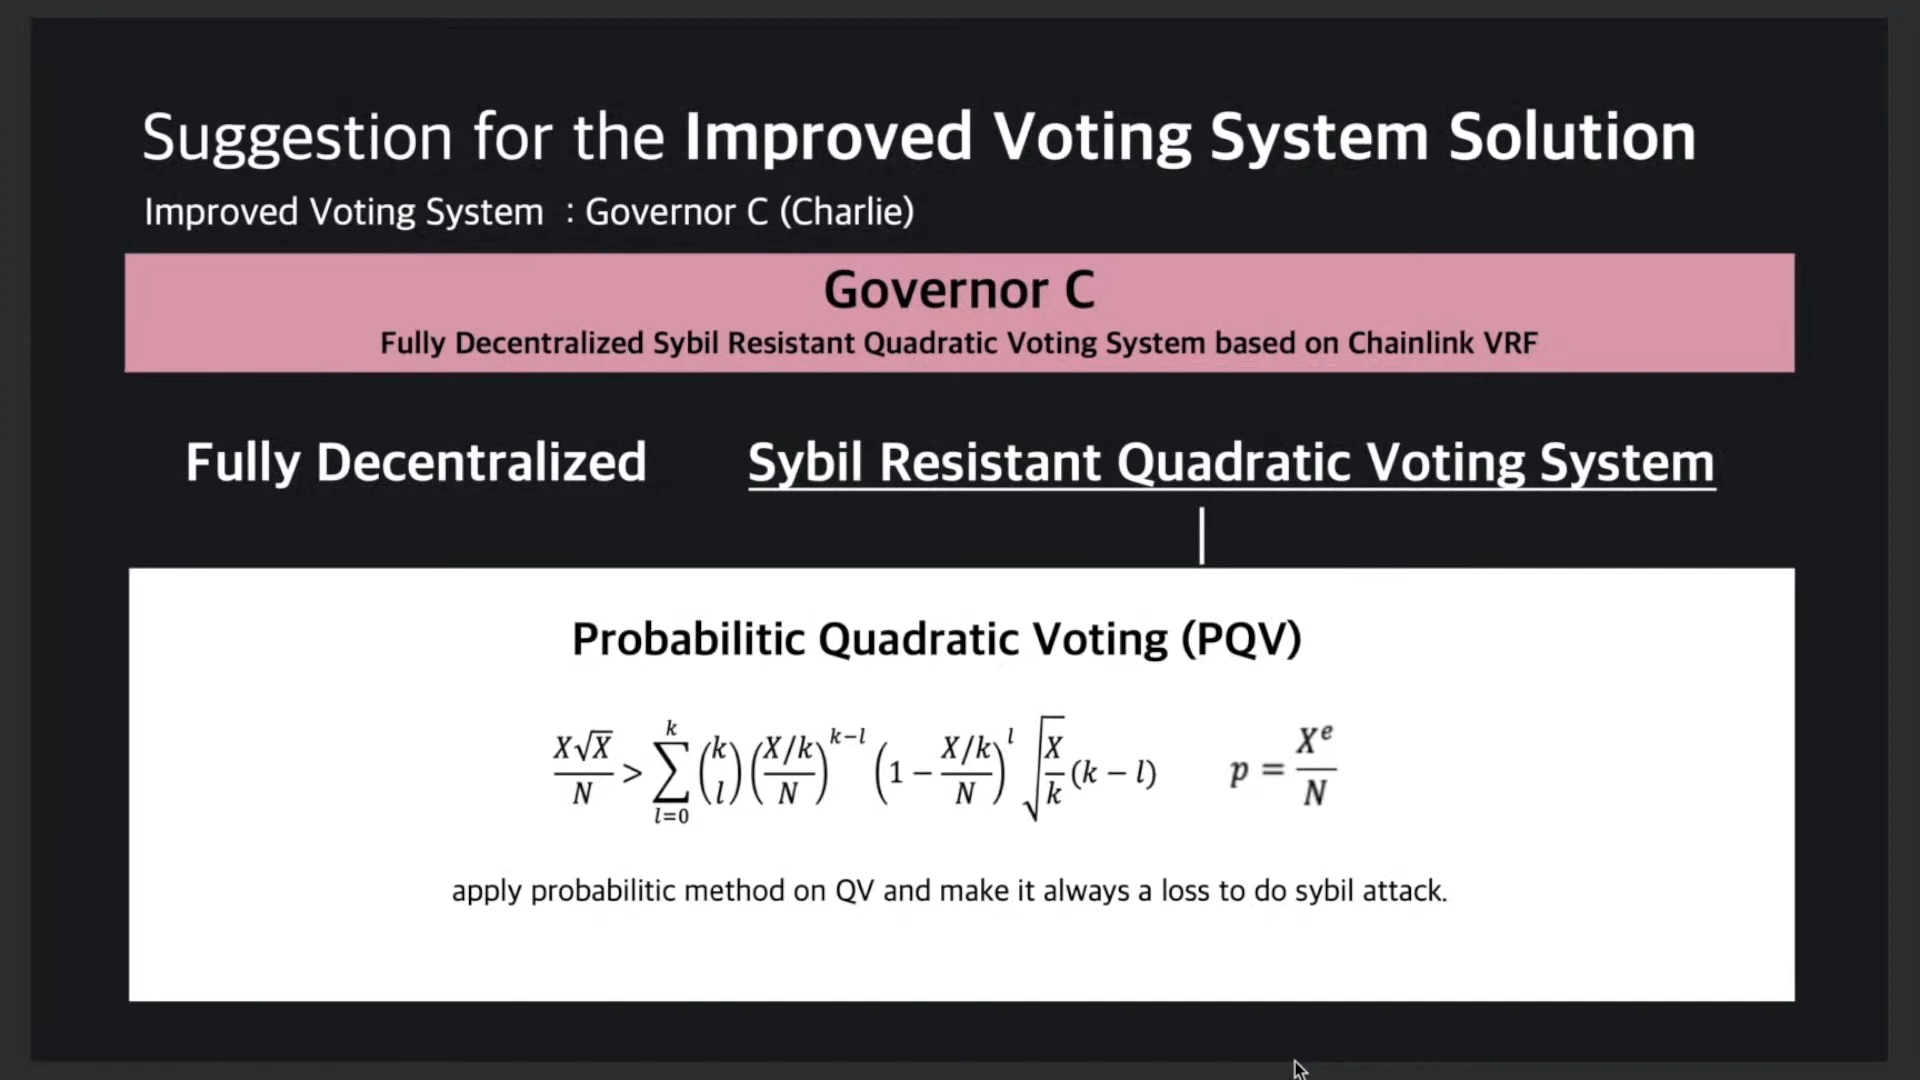 Suggestion for the Improved Voting System Solution
Improved Voting System : Governor C (Charlie)
Governor C
Fully Decentralized Sybil Resistant Quadratic Voting System based on Chainlink VRF
Fully Decentralized Sybil Resistant Quadratic Voting System
Probabilitic Quadratic Voting (PQV)
X√X/N > ∑_{l=0}^{k} (k l) ((X/k)/N)^{k−l} (1 − (X/k)/N)^{l} √(X/k) (k − l) p = X^e/N
apply probabilitic method on QV and make it always a loss to do sybil attack.